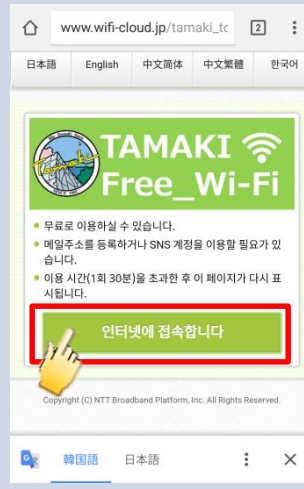 www.wifi-cloud.jp/tamaki_tc
2
日本語 English 中文简体 中文繁體 한국어
TAMAKI
Free_Wi-Fi
무료로 이용하실 수 있습니다.
메일주소를 등록하거나 SNS 계정을 이용할 필요가 있
습니다.
이용 시간(1회 30분)을 초과한 후 이 페이지가 다시 표
시됩니다.
인터넷에 접속합니다
Copyright (C) NTT Broadband Platform, Inc. All Rights Reserved.
韓国語 日本語